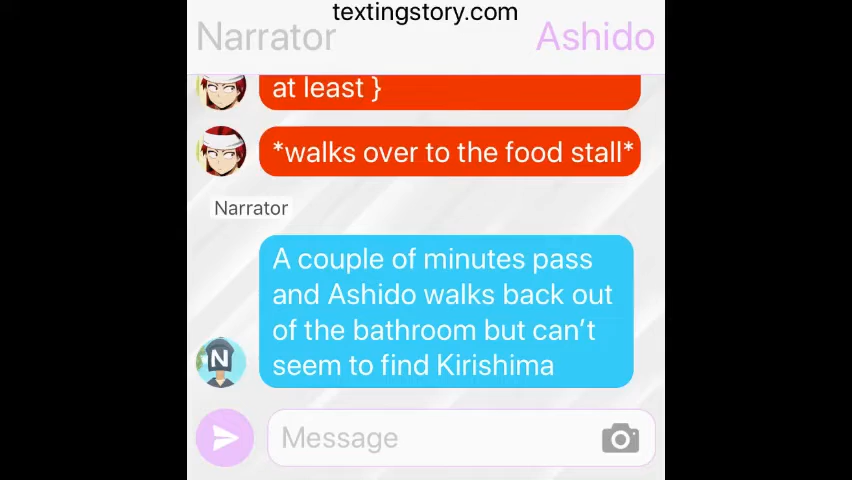 textingstory.com
Narrator
Ashido
at least }
*walks over to the food stall*
Narrator
A couple of minutes pass
and Ashido walks back out
of the bathroom but can’t
seem to find Kirishima
N
Message